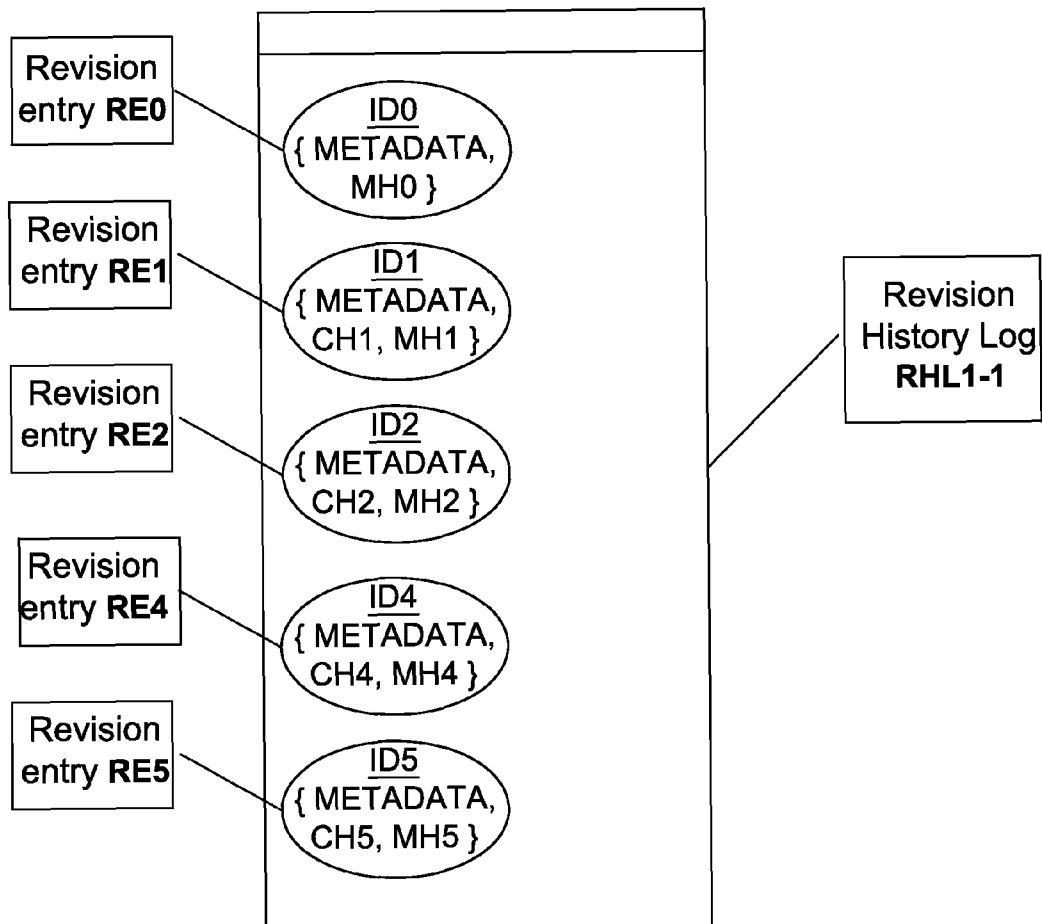 Revision
entry RE0
ID0
{ METADATA,
MH0 }
Revision
entry RE1
ID1
{ METADATA,
CH1, MH1 }
Revision
History Log
RHL1-1
Revision
entry RE2
ID2
{ METADATA,
CH2, MH2 }
Revision
entry RE4
ID4
{ METADATA,
CH4, MH4 }
Revision
entry RE5
ID5
{ METADATA,
CH5, MH5 }